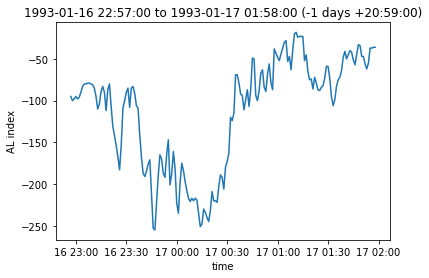 1993-01-16 22:57:00 to 1993-01-17 01:58:00 (-1 days +20:59:00)
−50
−100
−150
−200
−250
AL index
16 23:00 16 23:30 17 00:00 17 00:30 17 01:00 17 01:30 17 02:00
time